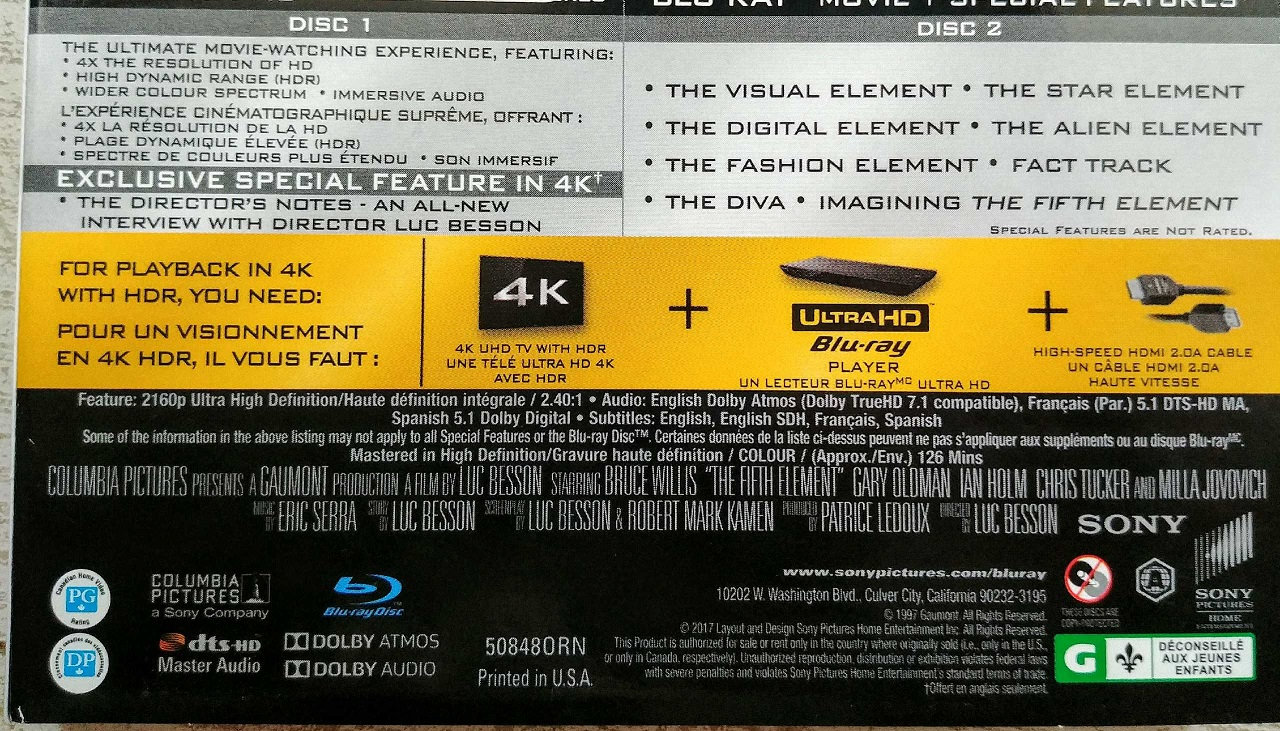 BLU-RAY™ MOVIE + SPECIAL FEATURES
DISC 1
THE ULTIMATE MOVIE-WATCHING EXPERIENCE, FEATURING:
• 4X THE RESOLUTION OF HD
• HIGH DYNAMIC RANGE (HDR)
• WIDER COLOUR SPECTRUM • IMMERSIVE AUDIO
L'EXPÉRIENCE CINÉMATOGRAPHIQUE SUPRÊME, OFFRANT :
• 4X LA RÉSOLUTION DE LA HD
• PLAGE DYNAMIQUE ÉLEVÉE (HDR)
• SPECTRE DE COULEURS PLUS ÉTENDU • SON IMMERSIF
EXCLUSIVE SPECIAL FEATURE IN 4K†
• THE DIRECTOR'S NOTES - AN ALL-NEW
INTERVIEW WITH DIRECTOR LUC BESSON
DISC 2
• THE VISUAL ELEMENT • THE STAR ELEMENT
• THE DIGITAL ELEMENT • THE ALIEN ELEMENT
• THE FASHION ELEMENT • FACT TRACK
• THE DIVA • IMAGINING THE FIFTH ELEMENT
SPECIAL FEATURES ARE NOT RATED.
FOR PLAYBACK IN 4K
WITH HDR, YOU NEED:
POUR UN VISIONNEMENT
EN 4K HDR, IL VOUS FAUT :
4K
4K UHD TV WITH HDR
UNE TÉLÉ ULTRA HD 4K
AVEC HDR
+
ULTRA HD
Blu-ray
PLAYER
UN LECTEUR BLU-RAYMC ULTRA HD
+
HIGH-SPEED HDMI 2.0A CABLE
UN CÂBLE HDMI 2.0A
HAUTE VITESSE
Feature: 2160p Ultra High Definition/Haute définition intégrale / 2.40:1 • Audio: English Dolby Atmos (Dolby TrueHD 7.1 compatible), Français (Par.) 5.1 DTS-HD MA,
Spanish 5.1 Dolby Digital • Subtitles: English, English SDH, Français, Spanish
Some of the information in the above listing may not apply to all Special Features or the Blu-ray Disc™. Certaines données de la liste ci-dessus peuvent ne pas s'appliquer aux suppléments ou au disque Blu-rayMC.
Mastered in High Definition/Gravure haute définition / COLOUR / (Approx./Env.) 126 Mins
COLUMBIA PICTURES PRESENTS A GAUMONT PRODUCTION A FILM BY LUC BESSON STARRING BRUCE WILLIS "THE FIFTH ELEMENT" GARY OLDMAN IAN HOLM CHRIS TUCKER AND MILLA JOVOVICH
MUSIC BY ERIC SERRA STORY BY LUC BESSON SCREENPLAY BY LUC BESSON & ROBERT MARK KAMEN PRODUCED BY PATRICE LEDOUX DIRECTED BY LUC BESSON SONY
Canadian Home Video
PG
Rating
DP
COLUMBIA
PICTURES
a Sony Company
Blu-ray Disc™
dts-HD
Master Audio
DOLBY ATMOS
DOLBY AUDIO
50848ORN
Printed in U.S.A.
www.sonypictures.com/bluray
10202 W. Washington Blvd., Culver City, California 90232-3195
© 1997 Gaumont. All Rights Reserved.
© 2017 Layout and Design Sony Pictures Home Entertainment Inc. All Rights Reserved.
This Product is authorized for sale or rent only in the country where originally sold (i.e., only in the U.S.,
or only in Canada, respectively). Unauthorized reproduction, distribution or exhibition violates federal laws
with severe penalties and violates Sony Pictures Home Entertainment's standard terms of trade.
†Offert en anglais seulement.
THESE DISCS ARE
COPY-PROTECTED
SONY
PICTURES
HOME
ENTERTAINMENT
G
DÉCONSEILLÉ
AUX JEUNES
ENFANTS